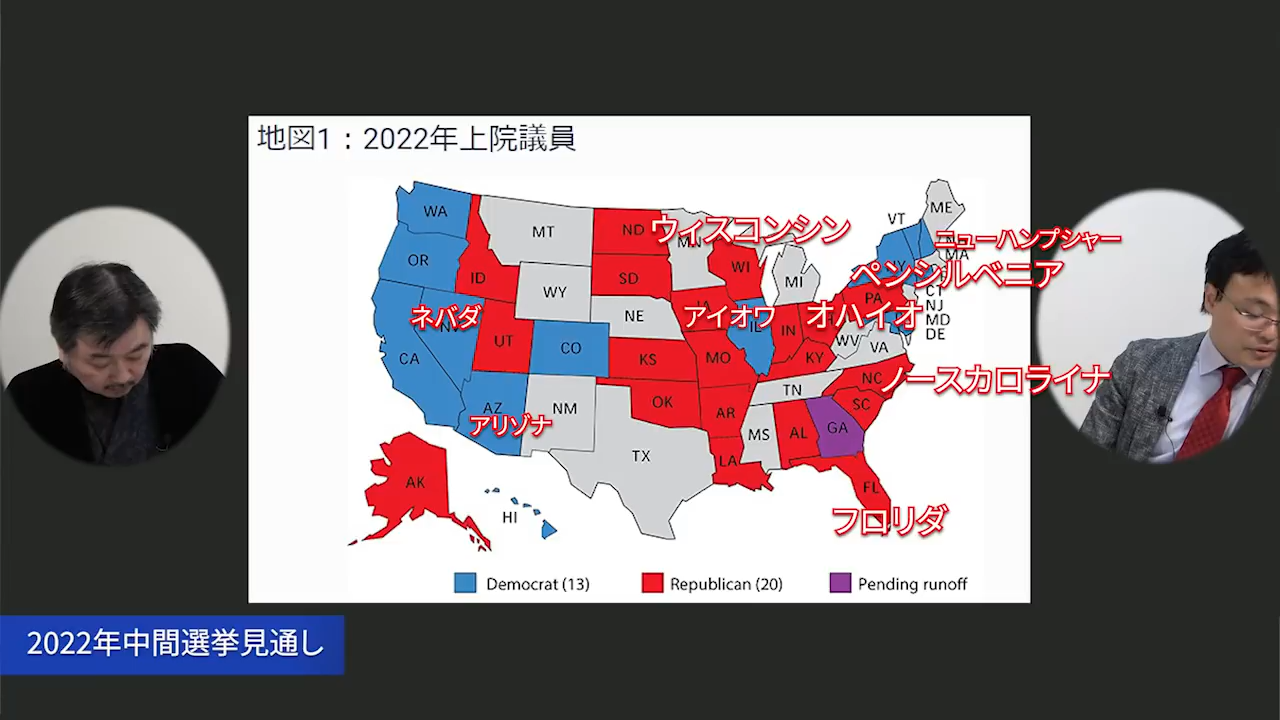 地図1：2022年上院議員
WA
MT
ND
ウィスコンシン
VT
ME
ニューハンプシャー
MA
OR
ID
SD
WI
MI
ペンシルベニア
CT
WY
NE
アイオワ
オハイオ
PA
NJ
MD
DE
ネバダ
UT
CO
IN
WV
VA
CA
KS
MO
KY
NC
ノースカロライナ
AZ
アリゾナ
NM
OK
AR
TN
SC
TX
MS
AL
GA
LA
AK
HI
FL
フロリダ
Democrat (13)
Republican (20)
Pending runoff
2022年中間選挙見通し